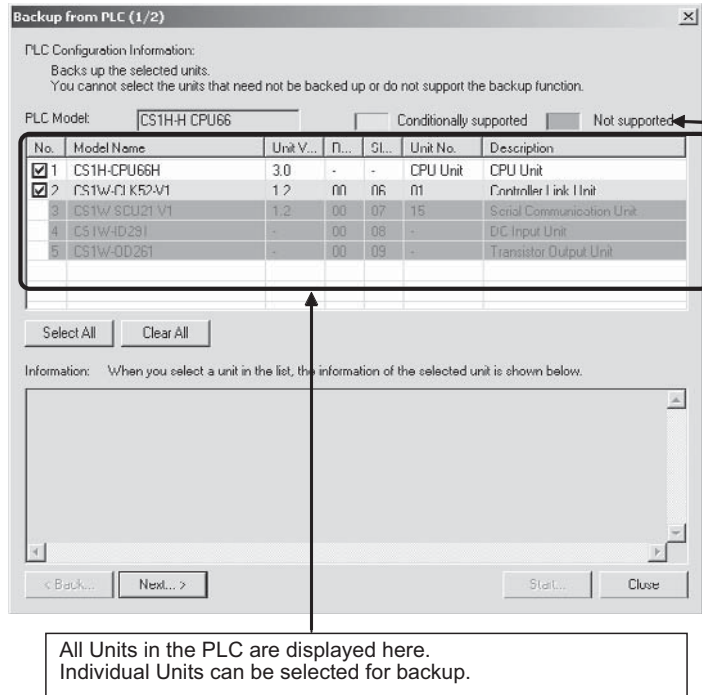 Backup from PLC (1/2)
PLC Configuration Information:
Backs up the selected units.
You cannot select the units that need not be backed up or do not support the backup function.
PLC Model: CS1H-H CPU66 Conditionally supported Not supported
No. Model Name Unit V... R... Sl... Unit No. Description
1 CS1H-CPU66H 3.0 - - CPU Unit CPU Unit
2 CS1W-CLK52-V1 1.2 00 06 01 Controller Link Unit
3 CS1W-SCU21-V1 1.2 00 07 15 Serial Communication Unit
4 CS1W-ID291 - 00 08 - DC Input Unit
5 CS1W-OD261 - 00 09 - Transistor Output Unit
Select All Clear All
Information: When you select a unit in the list, the information of the selected unit is shown below.
< Back... Next... > Start... Close
All Units in the PLC are displayed here.
Individual Units can be selected for backup.